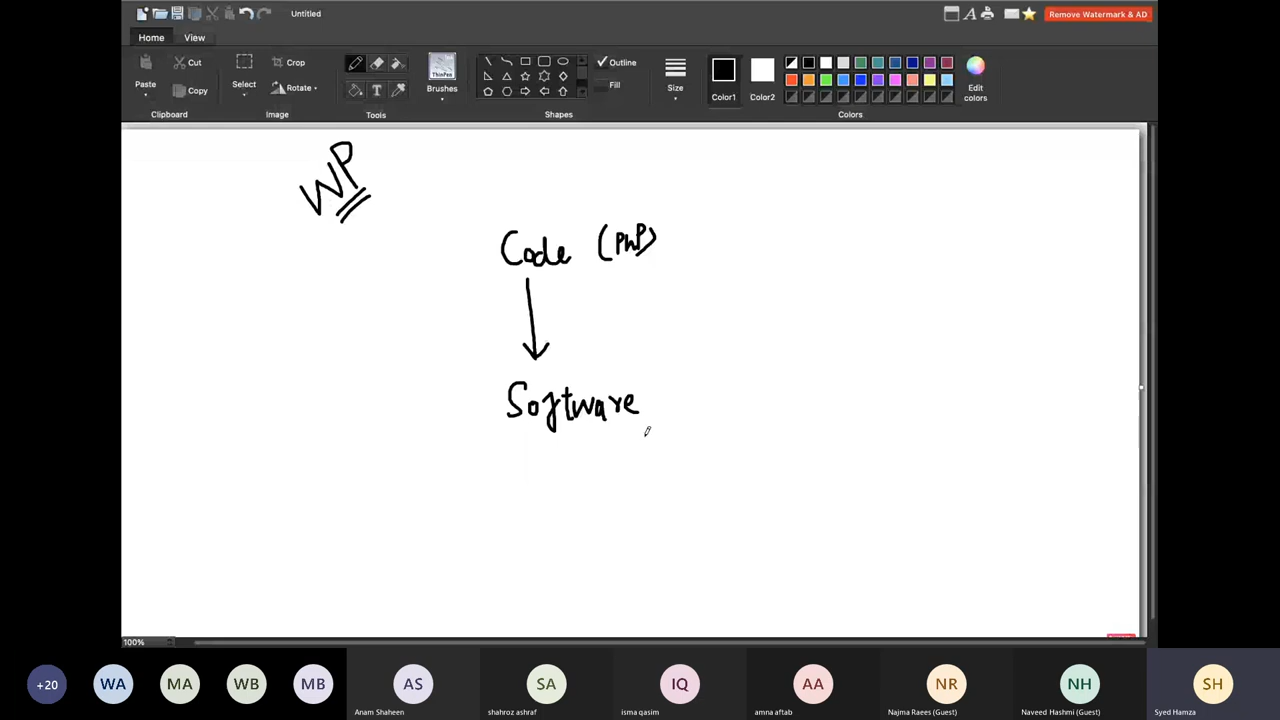 Untitled
Remove Watermark & AD
Home View
Paste Cut Copy Clipboard
Select Crop Rotate Image
Tools
ThinPen
Brushes
Outline Fill Shapes
Size
Color1 Color2 Colors
Edit colors
WP
Code (PHP)
Software
100%
+20 WA MA WB MB AS SA IQ AA NR NH SH
Anam Shaheen shahroz ashraf isma qasim amna aftab Najma Raees (Guest) Naveed Hashmi (Guest) Syed Hamza